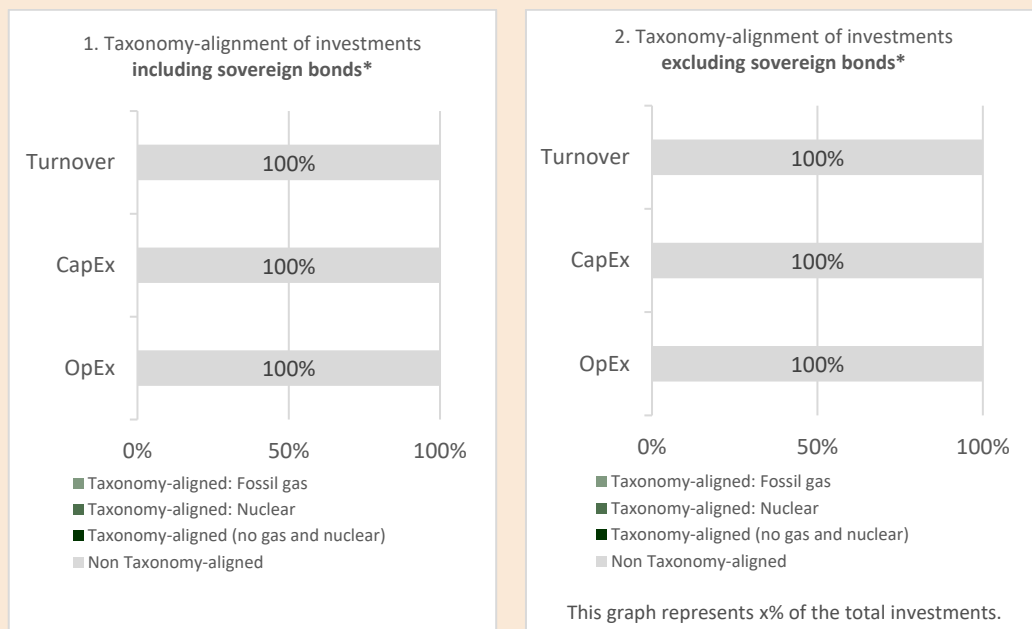 1. Taxonomy-alignment of investments
including sovereign bonds*
Turnover
100%
CapEx
100%
OpEx
100%
0%
50%
100%
Taxonomy-aligned: Fossil gas
Taxonomy-aligned: Nuclear
Taxonomy-aligned (no gas and nuclear)
Non Taxonomy-aligned
2. Taxonomy-alignment of investments
excluding sovereign bonds*
Turnover
100%
CapEx
100%
OpEx
100%
0%
50%
100%
Taxonomy-aligned: Fossil gas
Taxonomy-aligned: Nuclear
Taxonomy-aligned (no gas and nuclear)
Non Taxonomy-aligned
This graph represents x% of the total investments.